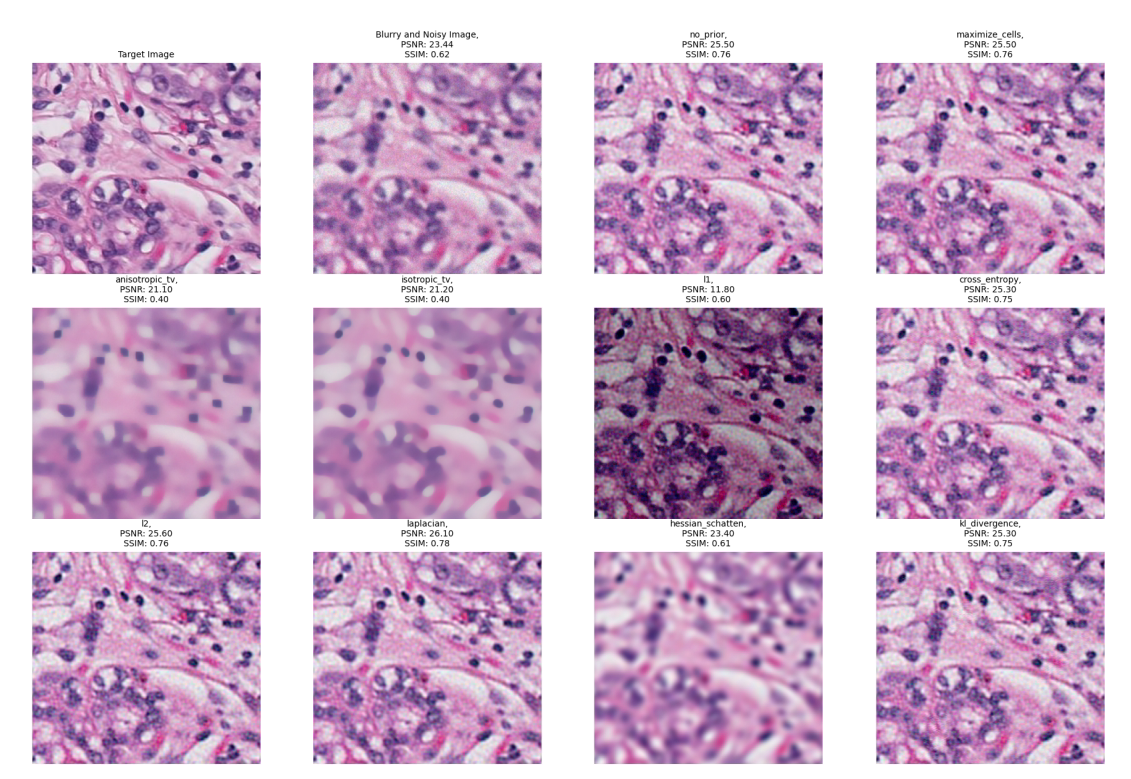 Target Image
Blurry and Noisy Image,
PSNR: 23.44
SSIM: 0.62
no_prior,
PSNR: 25.50
SSIM: 0.76
maximize_cells,
PSNR: 25.50
SSIM: 0.76
anisotropic_tv,
PSNR: 21.10
SSIM: 0.40
isotropic_tv,
PSNR: 21.20
SSIM: 0.40
l1,
PSNR: 11.80
SSIM: 0.60
cross_entropy,
PSNR: 25.30
SSIM: 0.75
l2,
PSNR: 25.60
SSIM: 0.76
laplacian,
PSNR: 26.10
SSIM: 0.78
hessian_schatten,
PSNR: 23.40
SSIM: 0.61
kl_divergence,
PSNR: 25.30
SSIM: 0.75